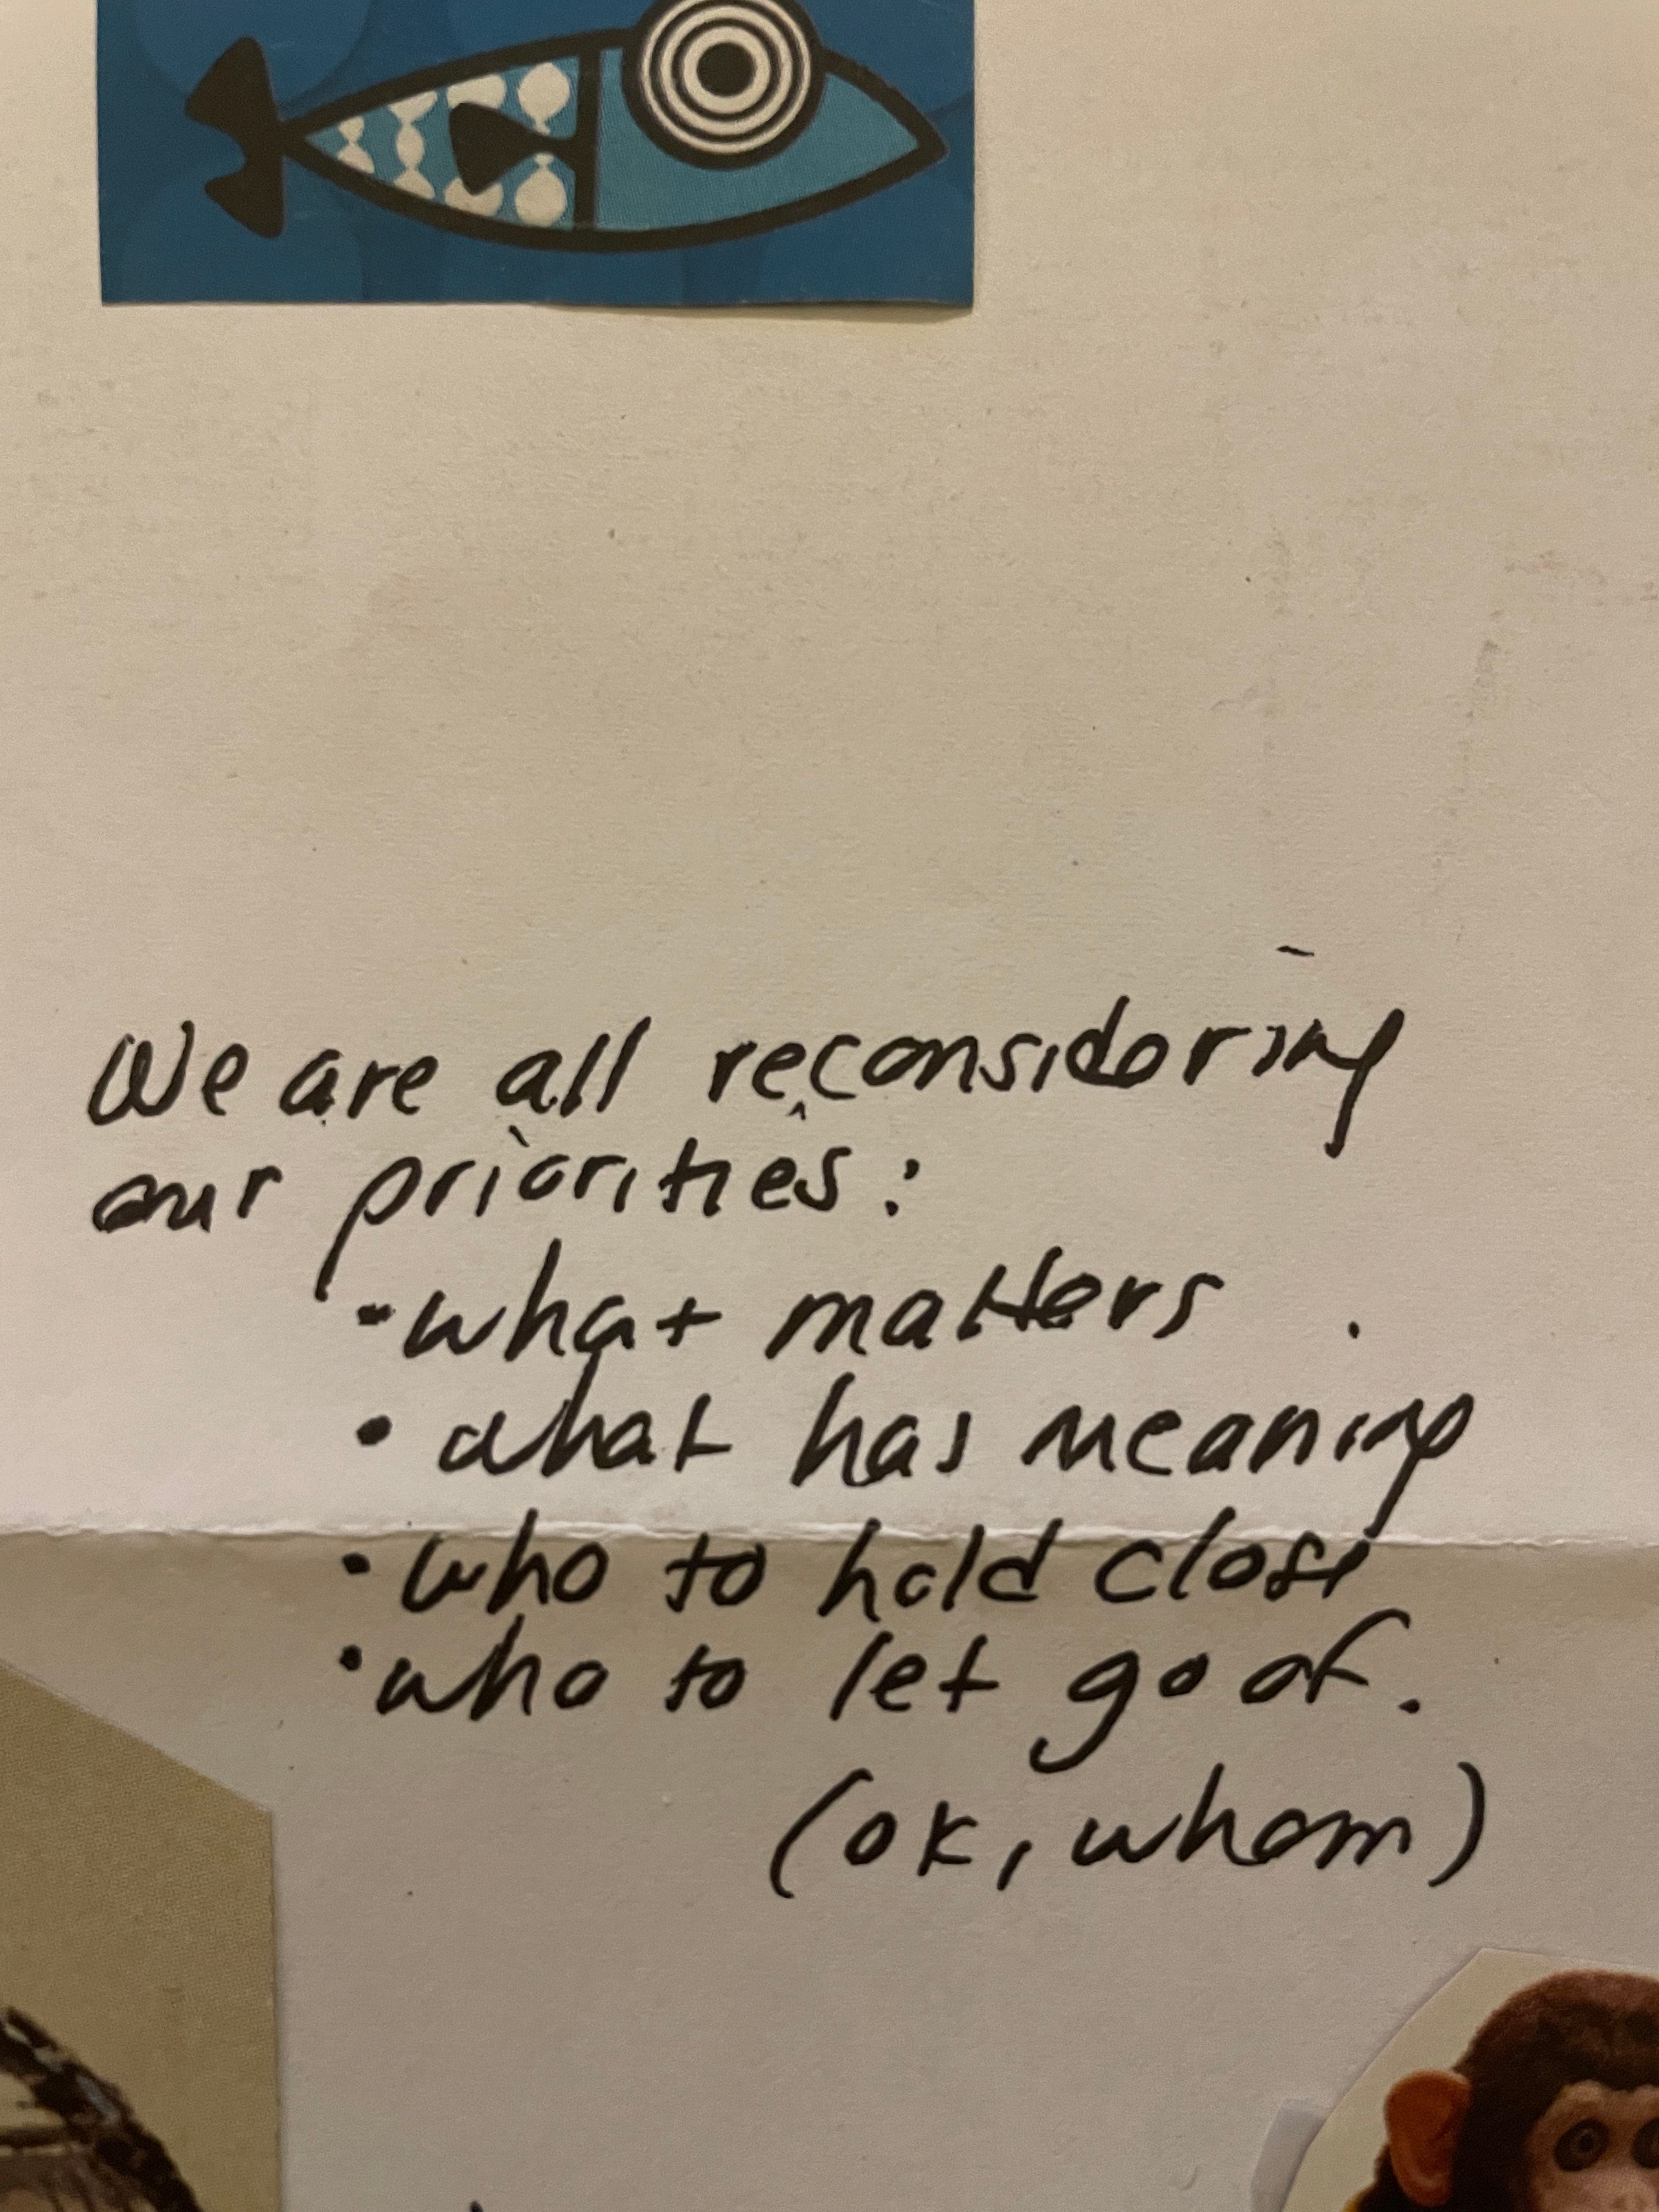 We are all reconsidering
our priorities:
• what matters
• what has meaning
• who to hold close
• who to let go of.
(ok, whom)